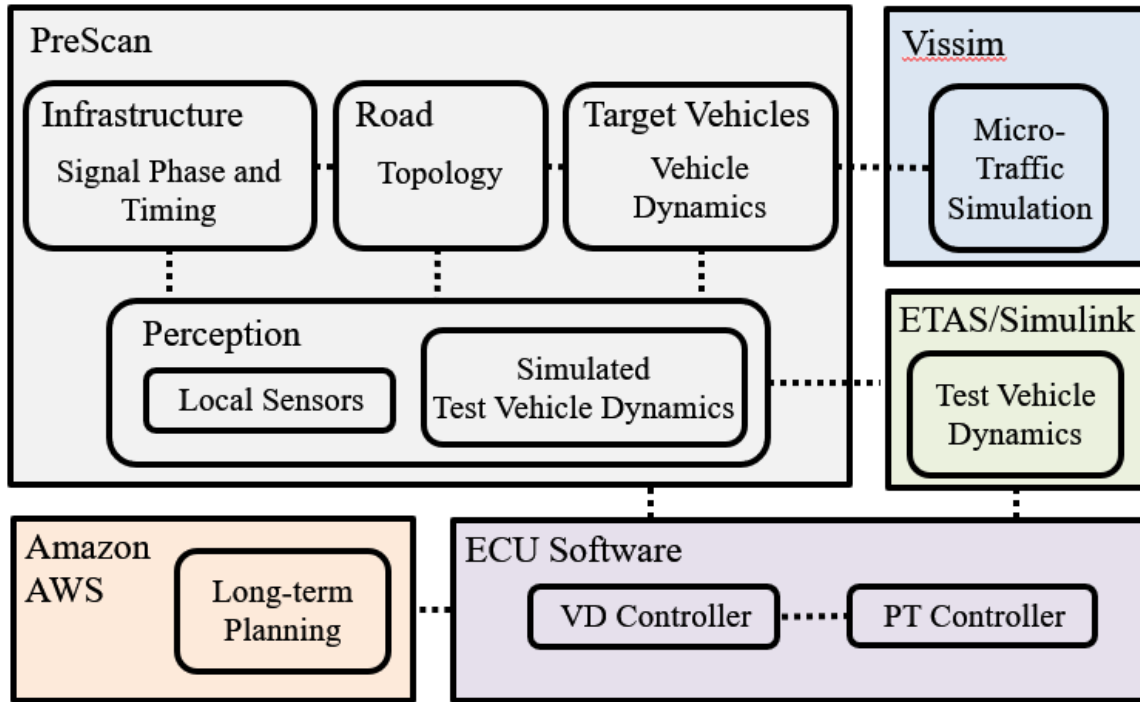 PreScan
Infrastructure
Signal Phase and
Timing
Road
Topology
Target Vehicles
Vehicle
Dynamics
Vissim
Micro-
Traffic
Simulation
Perception
Local Sensors
Simulated
Test Vehicle Dynamics
ETAS/Simulink
Test Vehicle
Dynamics
Amazon
AWS
Long-term
Planning
ECU Software
VD Controller
PT Controller